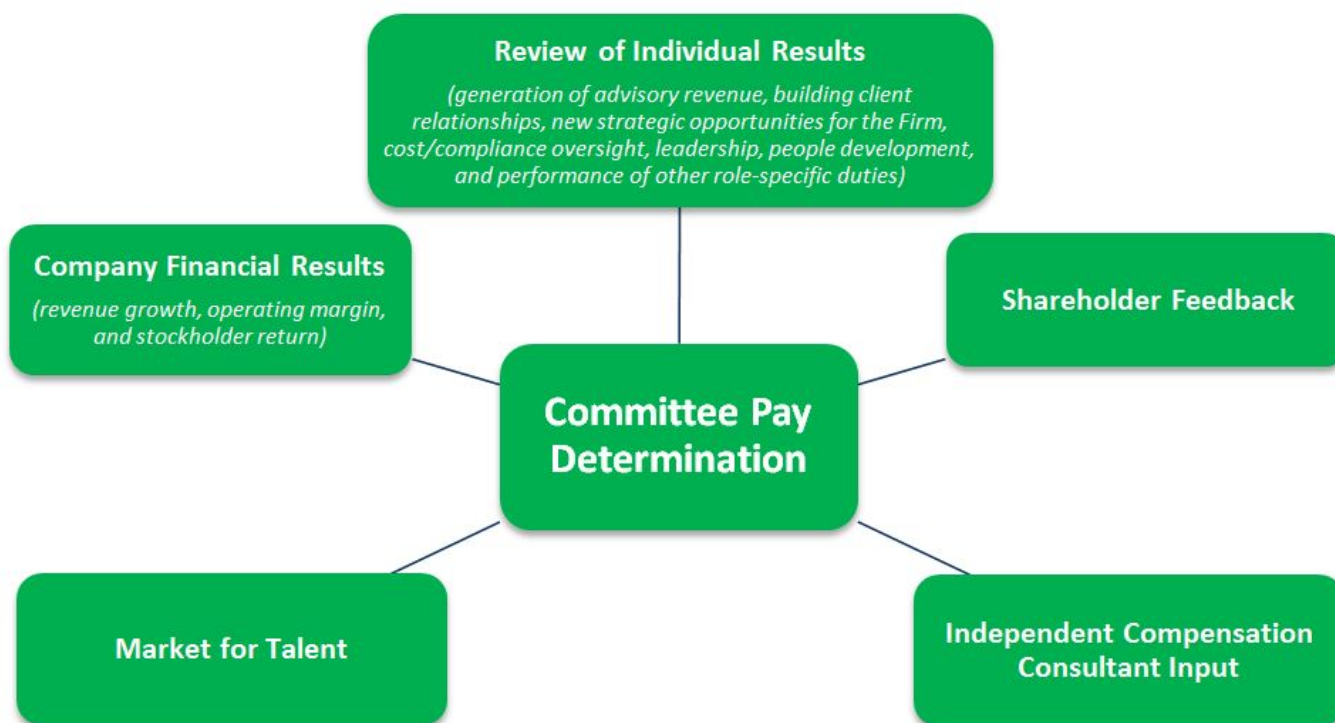 Review of Individual Results
(generation of advisory revenue, building client
relationships, new strategic opportunities for the Firm,
cost/compliance oversight, leadership, people development,
and performance of other role-specific duties)
Company Financial Results
(revenue growth, operating margin,
and stockholder return)
Shareholder Feedback
Committee Pay
Determination
Market for Talent
Independent Compensation
Consultant Input